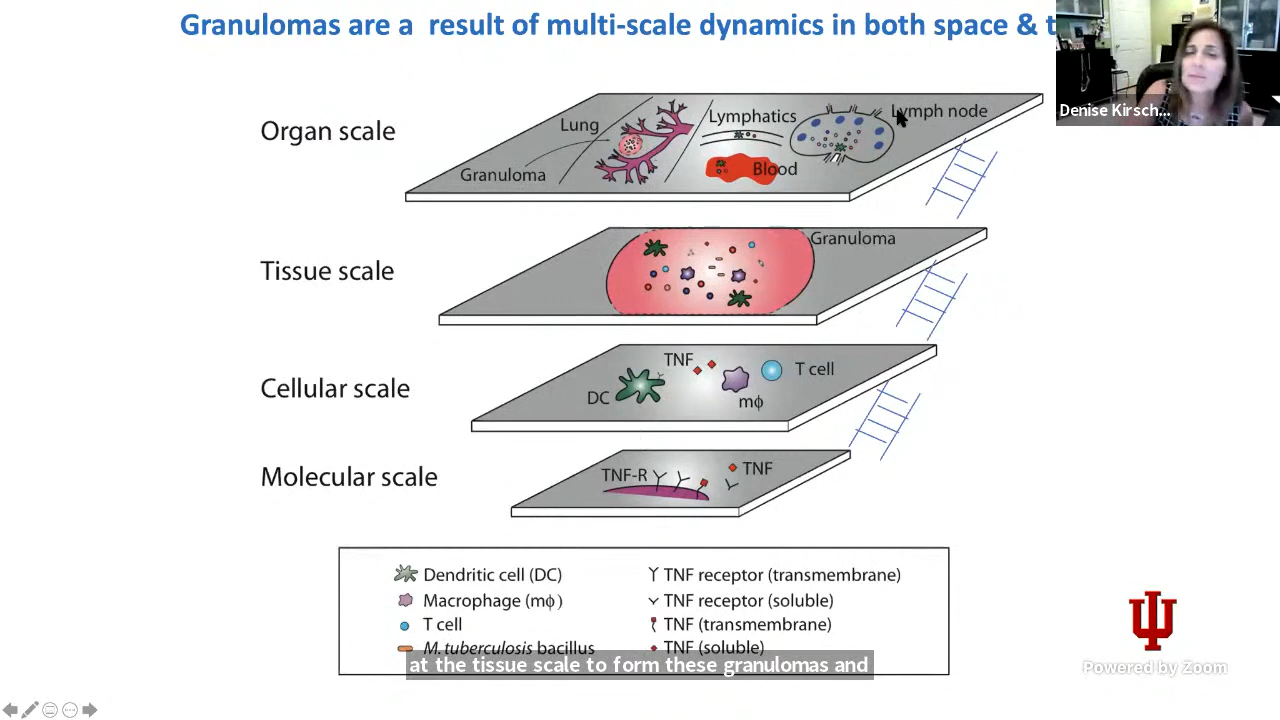 Granulomas are a result of multi-scale dynamics in both space & t
Denise Kirsch...
Organ scale
Lung
Granuloma
Lymphatics
Blood
Lymph node
Tissue scale
Granuloma
Cellular scale
DC
TNF
mϕ
T cell
Molecular scale
TNF-R
TNF
Dendritic cell (DC)
Macrophage (mϕ)
T cell
M. tuberculosis bacillus
TNF receptor (transmembrane)
TNF receptor (soluble)
TNF (transmembrane)
TNF (soluble)
at the tissue scale to form these granulomas and
Powered by Zoom